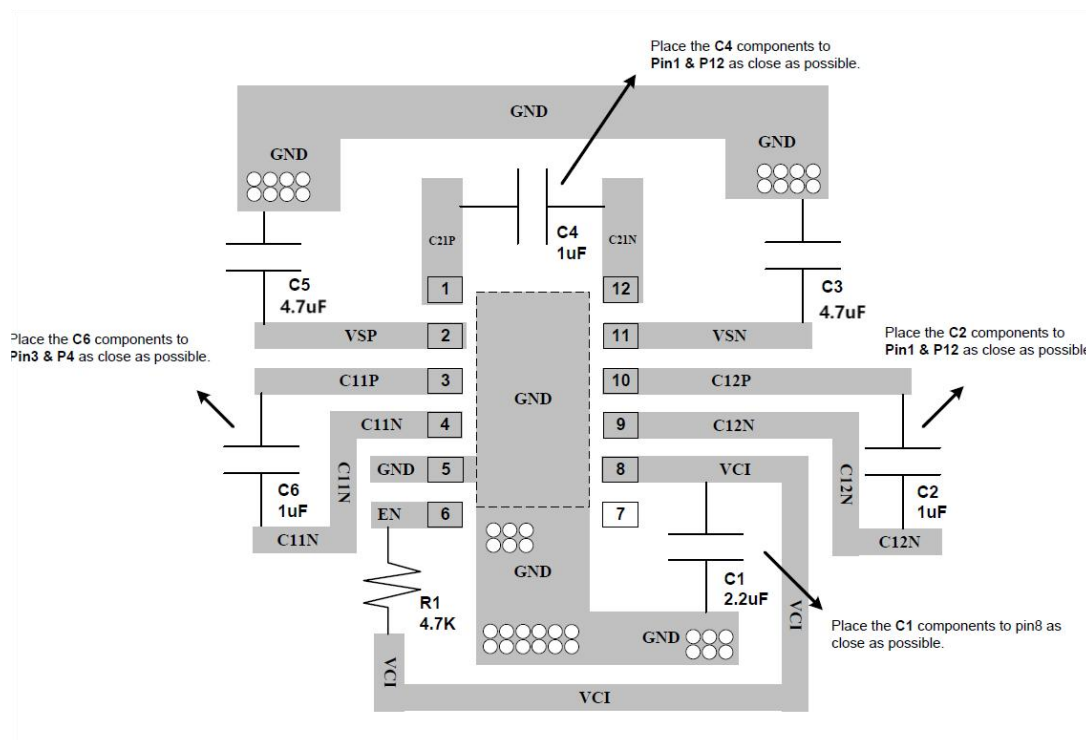 Place the C4 components to
Pin1 & P12 as close as possible.
GND
GND
GND
C21P
C4
1uF
C21N
C5
4.7uF
C3
4.7uF
1
12
Place the C6 components to
Pin3 & P4 as close as possible.
VSP
2
11
VSN
Place the C2 components to
Pin1 & P12 as close as possible
C11P
3
10
C12P
GND
C11N
4
9
C12N
C11N
GND
5
8
VCI
C12N
C6
1uF
C2
1uF
EN
6
7
C11N
C12N
GND
C1
2.2uF
R1
4.7K
VCI
Place the C1 components to pin8 as
close as possible.
GND
VCI
VCI